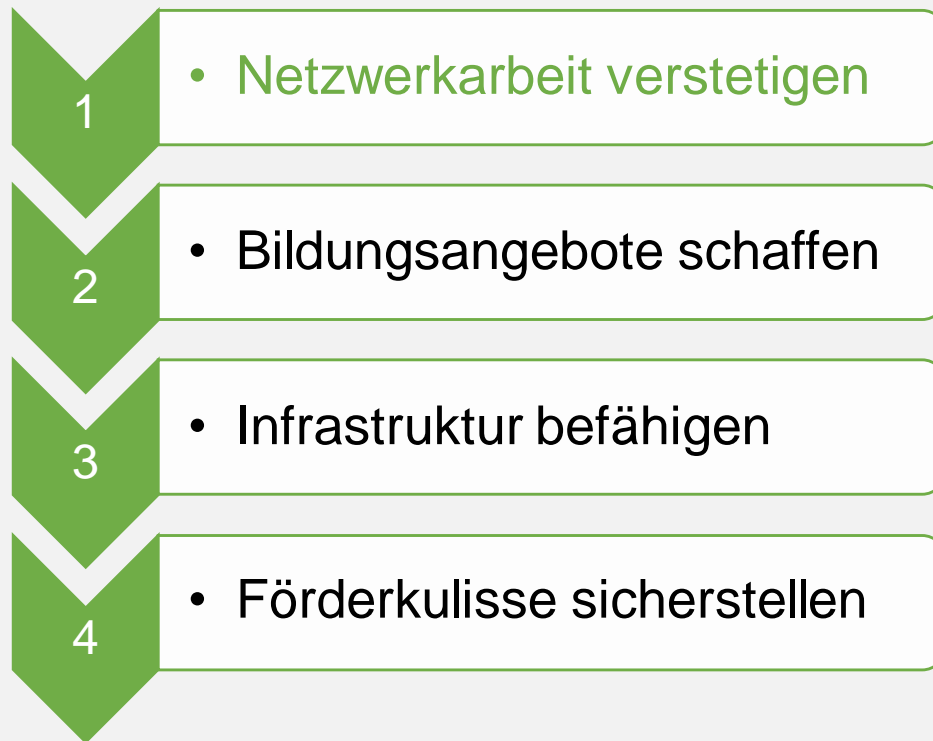 1
• Netzwerkarbeit verstetigen
2
• Bildungsangebote schaffen
3
• Infrastruktur befähigen
4
• Förderkulisse sicherstellen